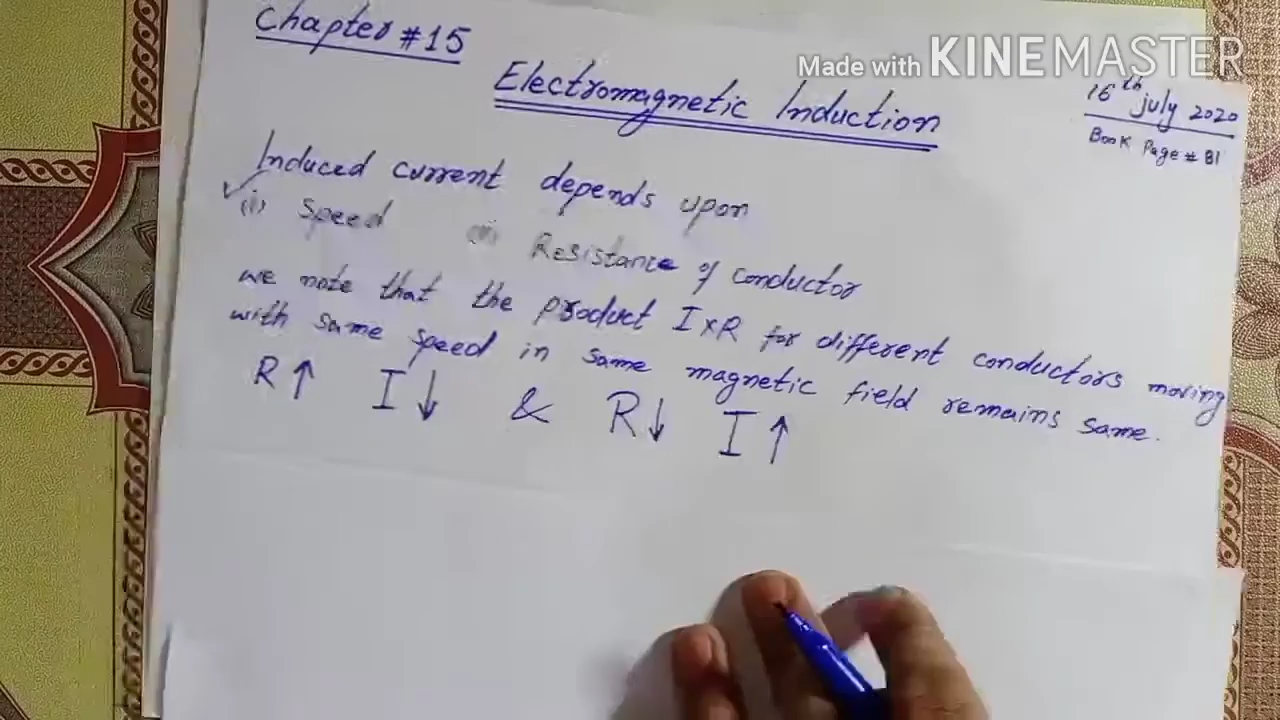 Chapter #15
Made with KINEMASTER
Electromagnetic Induction
16th july 2020
Book Page # 81
Induced current depends upon
(i) Speed (ii) Resistance of conductor
we note that the product I×R for different conductors moving
with same speed in same magnetic field remains same.
R↑ I↓ & R↓ I↑